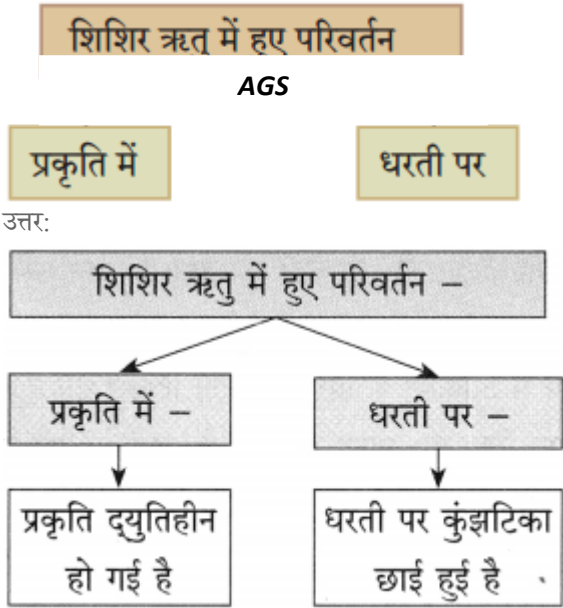 शिशिर ऋतु में हुए परिवर्तन
AGS
प्रकृति में धरती पर
उत्तर:
शिशिर ऋतु में हुए परिवर्तन –
प्रकृति में – धरती पर –
प्रकृति द्‌युतिहीन धरती पर कुंझटिका
हो गई है छाई हुई है